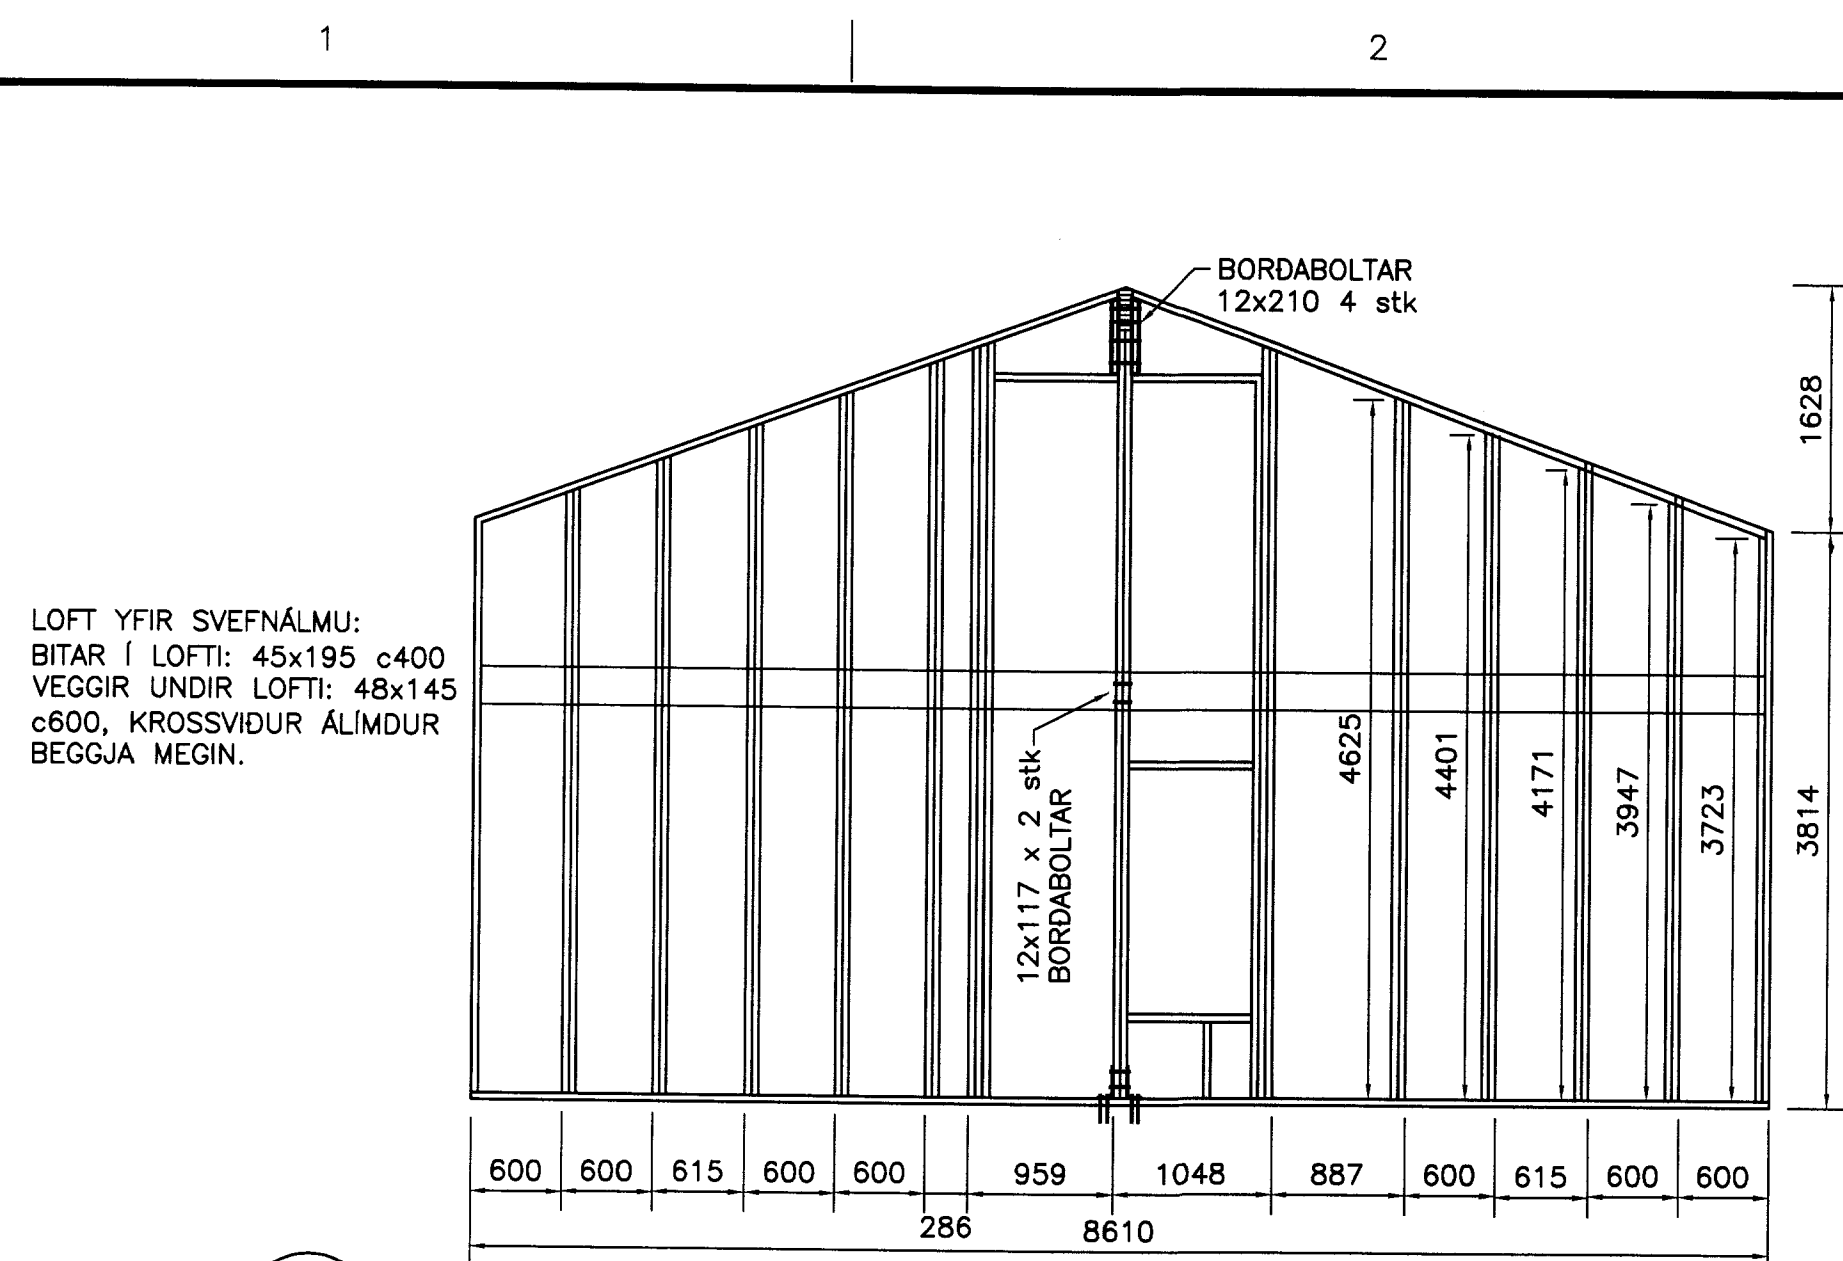 1
2
BORÐABOLTAR
12x210 4 stk
1628
LOFT YFIR SVEFNÁLMU:
BITAR Í LOFTI: 45x195 c400
VEGGIR UNDIR LOFTI: 48x145
c600, KROSSVIÐUR ÁLÍMDUR
BEGGJA MEGIN.
12x117 x 2 stk
BORÐABOLTAR
4625
4401
4171
3947
3723
3814
600 600 615 600 600 959 1048 887 600 615 600 600
286
8610